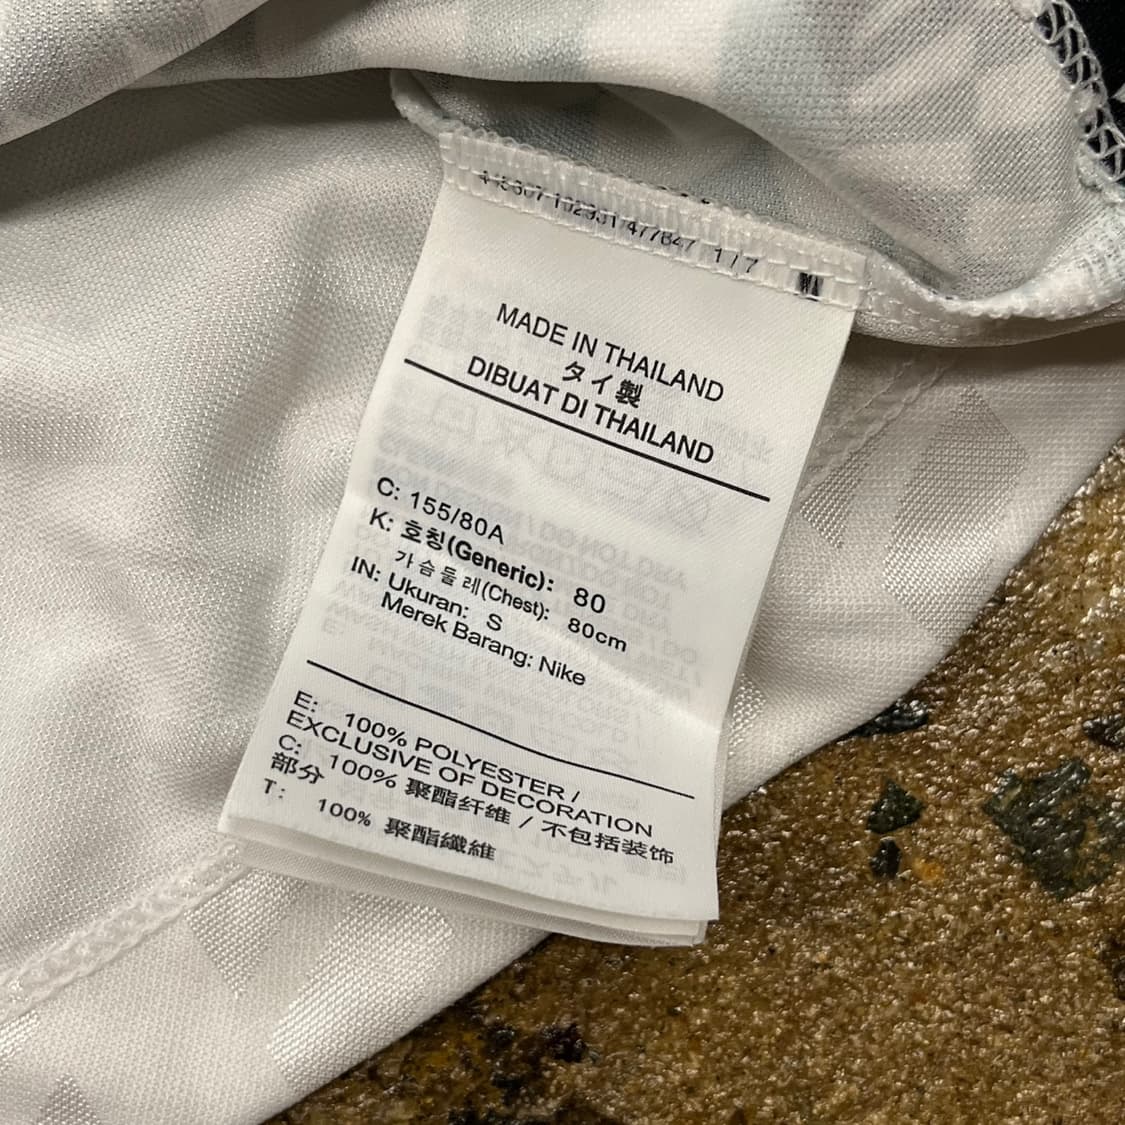 1/7
MADE IN THAILAND
タイ製
DIBUAT DI THAILAND
C: 155/80A
K: 호칭(Generic): 80
가슴둘레(Chest): 80cm
IN: Ukuran: S
Merek Barang: Nike
E: 100% POLYESTER /
EXCLUSIVE OF DECORATION
C: 100% 聚酯纤维 / 不包括装饰
部分
T: 100% 聚酯纖維